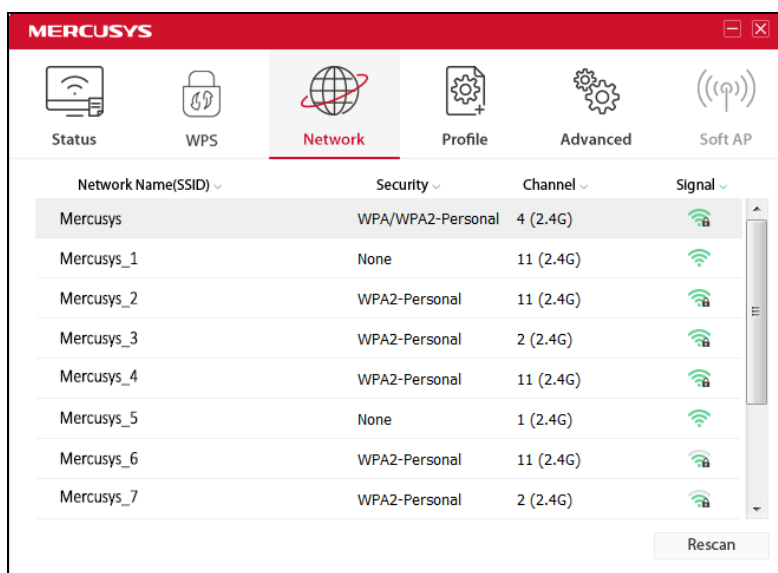 MERCUSYS
Status WPS Network Profile Advanced Soft AP
Network Name(SSID) Security Channel Signal
Mercusys WPA/WPA2-Personal 4 (2.4G)
Mercusys_1 None 11 (2.4G)
Mercusys_2 WPA2-Personal 11 (2.4G)
Mercusys_3 WPA2-Personal 2 (2.4G)
Mercusys_4 WPA2-Personal 11 (2.4G)
Mercusys_5 None 1 (2.4G)
Mercusys_6 WPA2-Personal 11 (2.4G)
Mercusys_7 WPA2-Personal 2 (2.4G)
Rescan